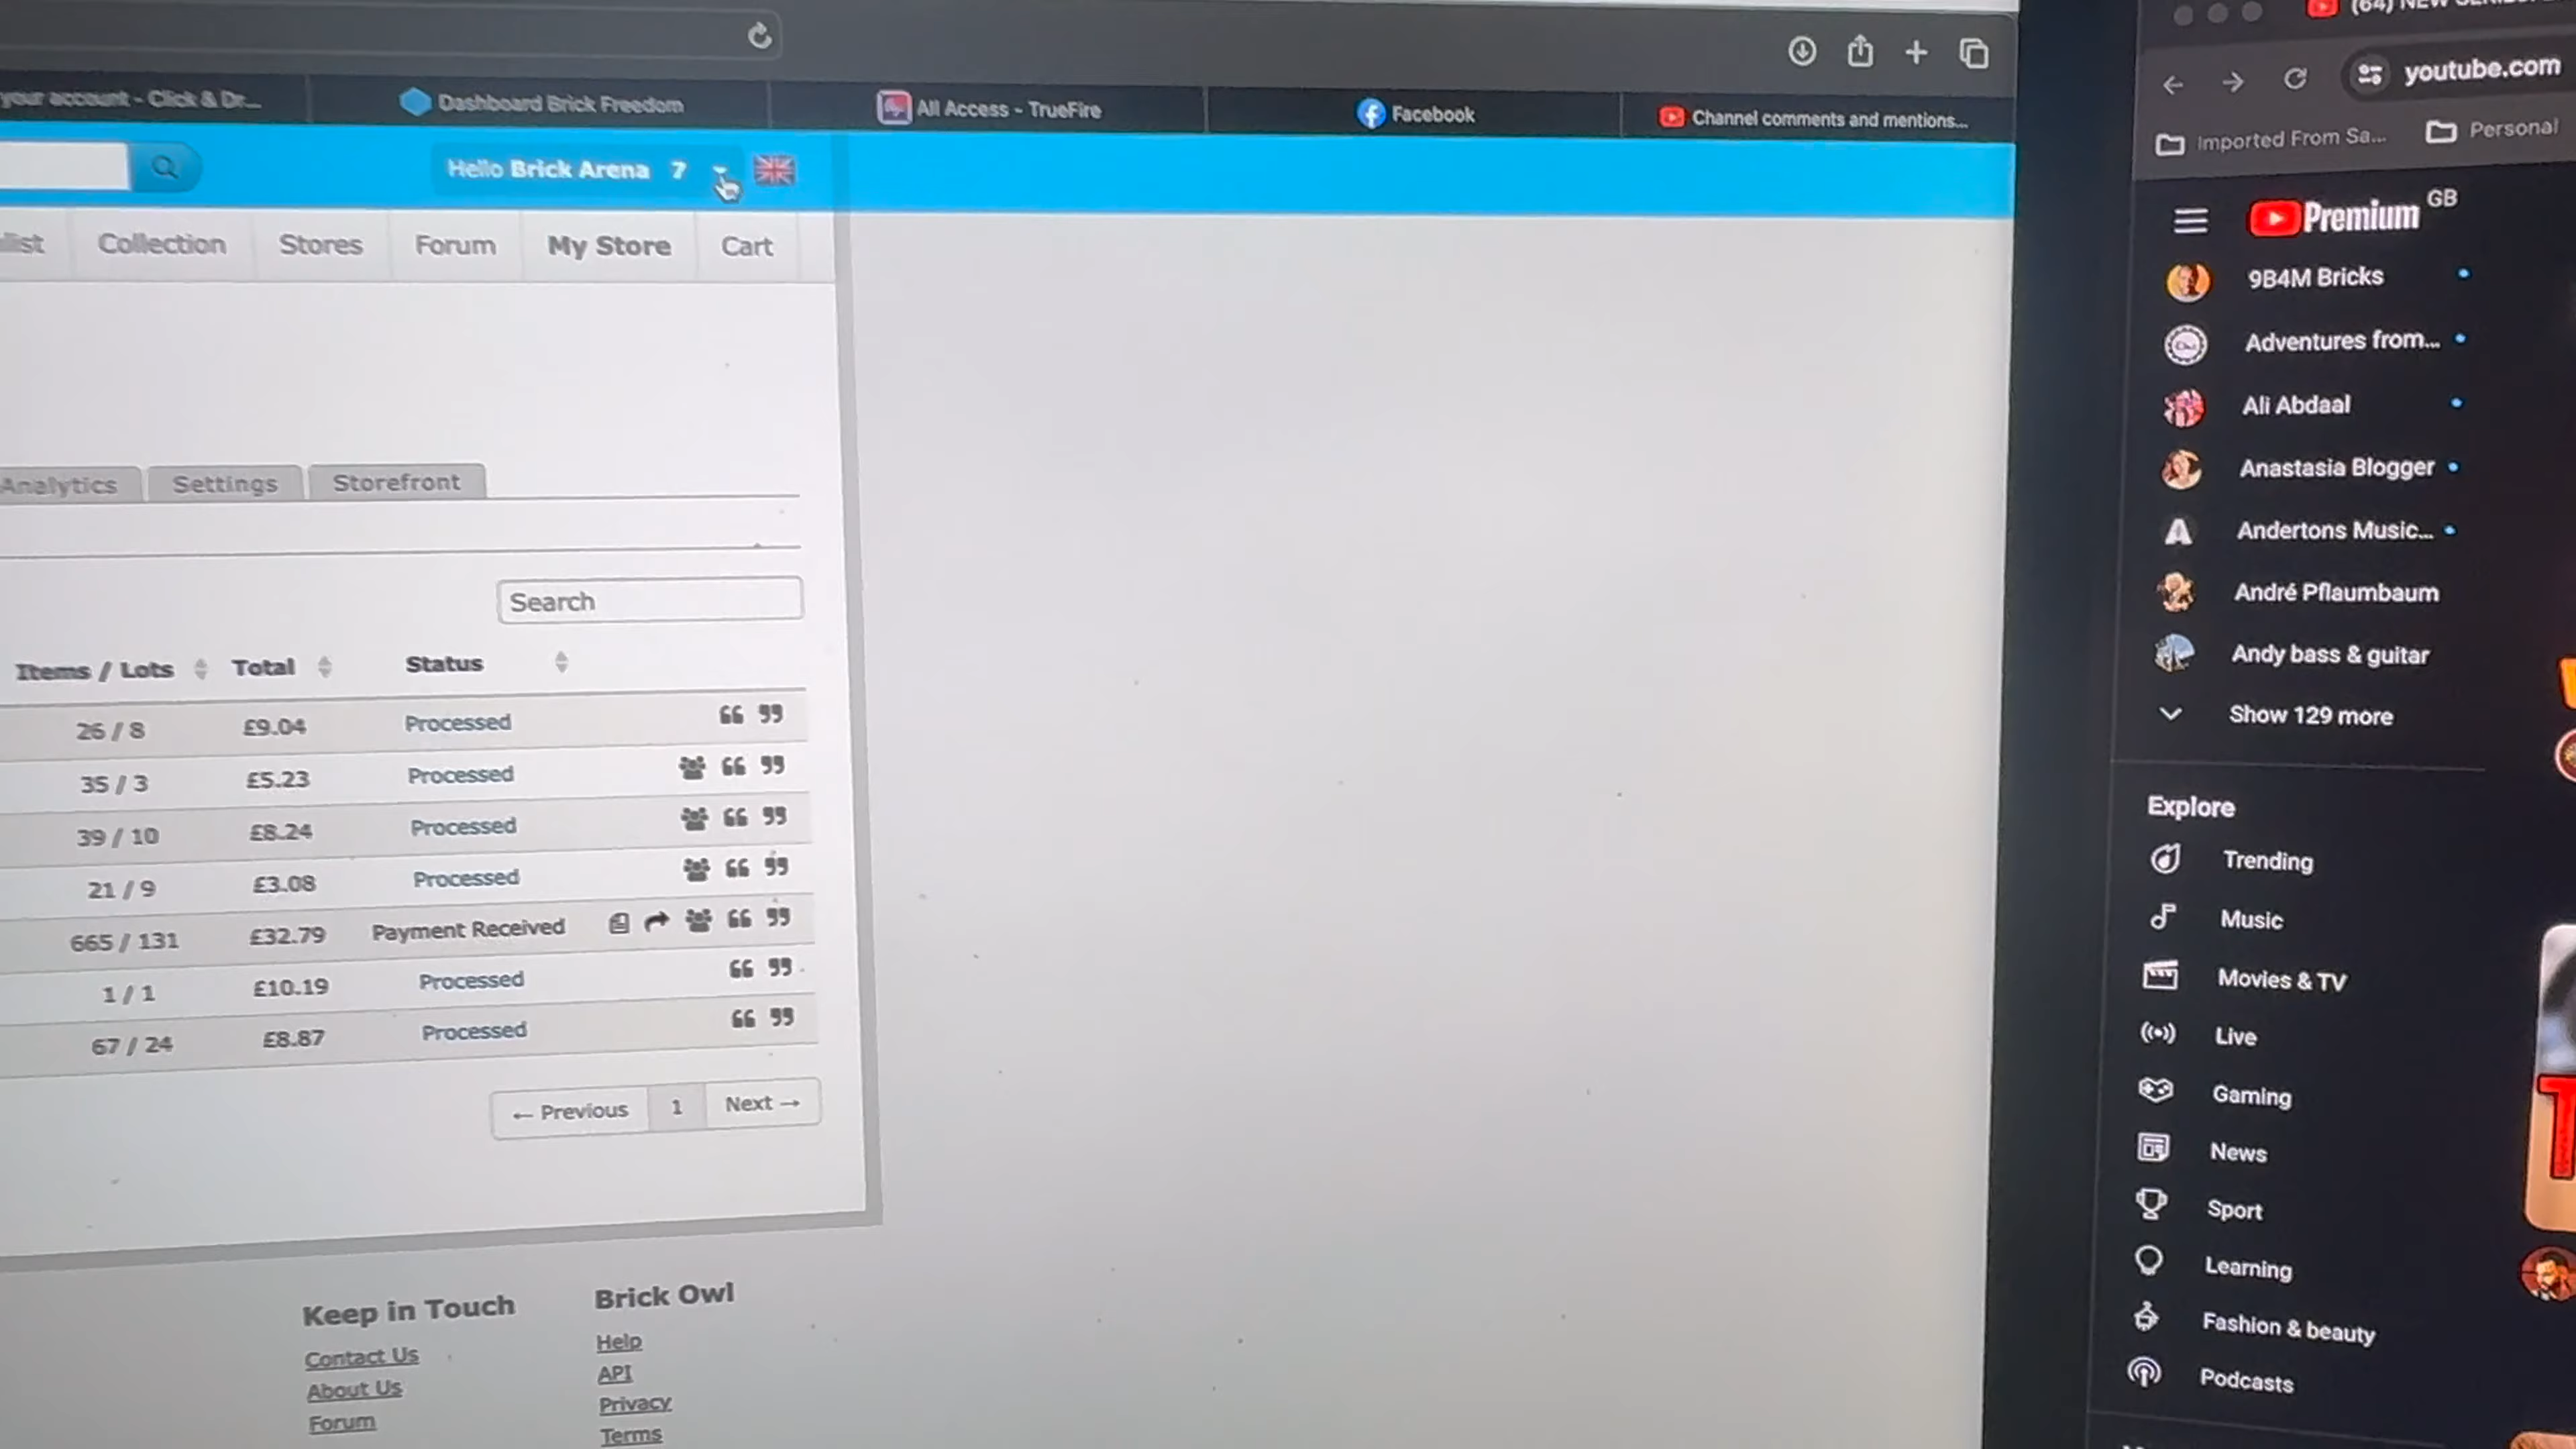 your account - Click & Dr...
Dashboard Brick Freedom
All Access - TrueFire
Facebook
Channel comments and mentions...
Hello Brick Arena 7
Collection
Stores
Forum
My Store
Cart
Analytics
Settings
Storefront
Search
Items / Lots Total Status
26 / 8 £9.04 Processed
35 / 3 £5.23 Processed
39 / 10 £8.24 Processed
21 / 9 £3.08 Processed
665 / 131 £32.79 Payment Received
1 / 1 £10.19 Processed
67 / 24 £8.87 Processed
← Previous 1 Next →
Keep in Touch
Contact Us
About Us
Forum
Brick Owl
Help
API
Privacy
Terms
youtube.com
Imported From Sa...
Personal
Premium GB
9B4M Bricks
Adventures from...
Ali Abdaal
Anastasia Blogger
Andertons Music...
André Pflaumbaum
Andy bass & guitar
Show 129 more
Explore
Trending
Music
Movies & TV
Live
Gaming
News
Sport
Learning
Fashion & beauty
Podcasts